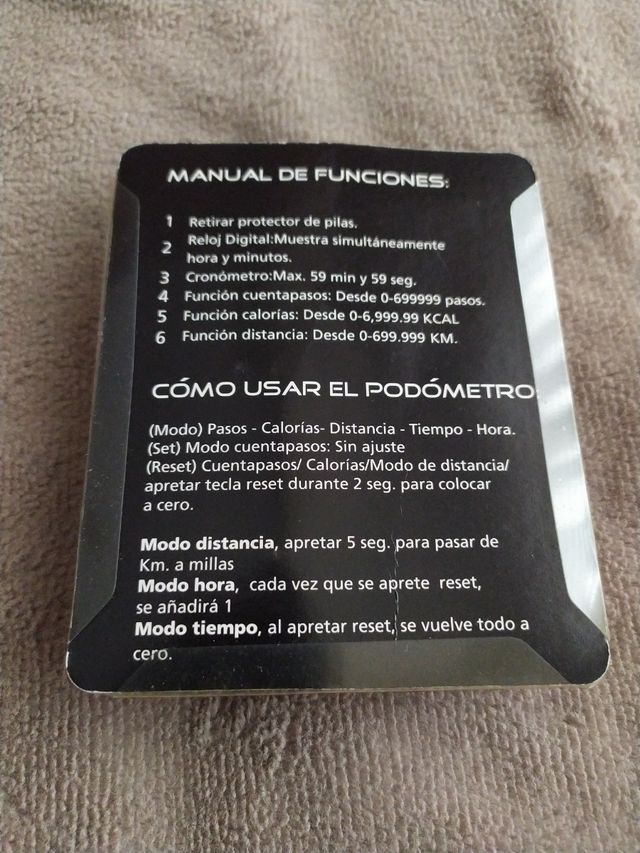 MANUAL DE FUNCIONES:
1 Retirar protector de pilas.
2 Reloj Digital:Muestra simultáneamente
hora y minutos.
3 Cronómetro:Max. 59 min y 59 seg.
4 Función cuentapasos: Desde 0-699999 pasos.
5 Función calorías: Desde 0-6,999.99 KCAL
6 Función distancia: Desde 0-699.999 KM.
CÓMO USAR EL PODÓMETRO:
(Modo) Pasos - Calorías- Distancia - Tiempo - Hora.
(Set) Modo cuentapasos: Sin ajuste
(Reset) Cuentapasos/ Calorías/Modo de distancia/
apretar tecla reset durante 2 seg. para colocar
a cero.
Modo distancia, apretar 5 seg. para pasar de
Km. a millas
Modo hora, cada vez que se aprete reset,
se añadirá 1
Modo tiempo, al apretar reset, se vuelve todo a
cero.